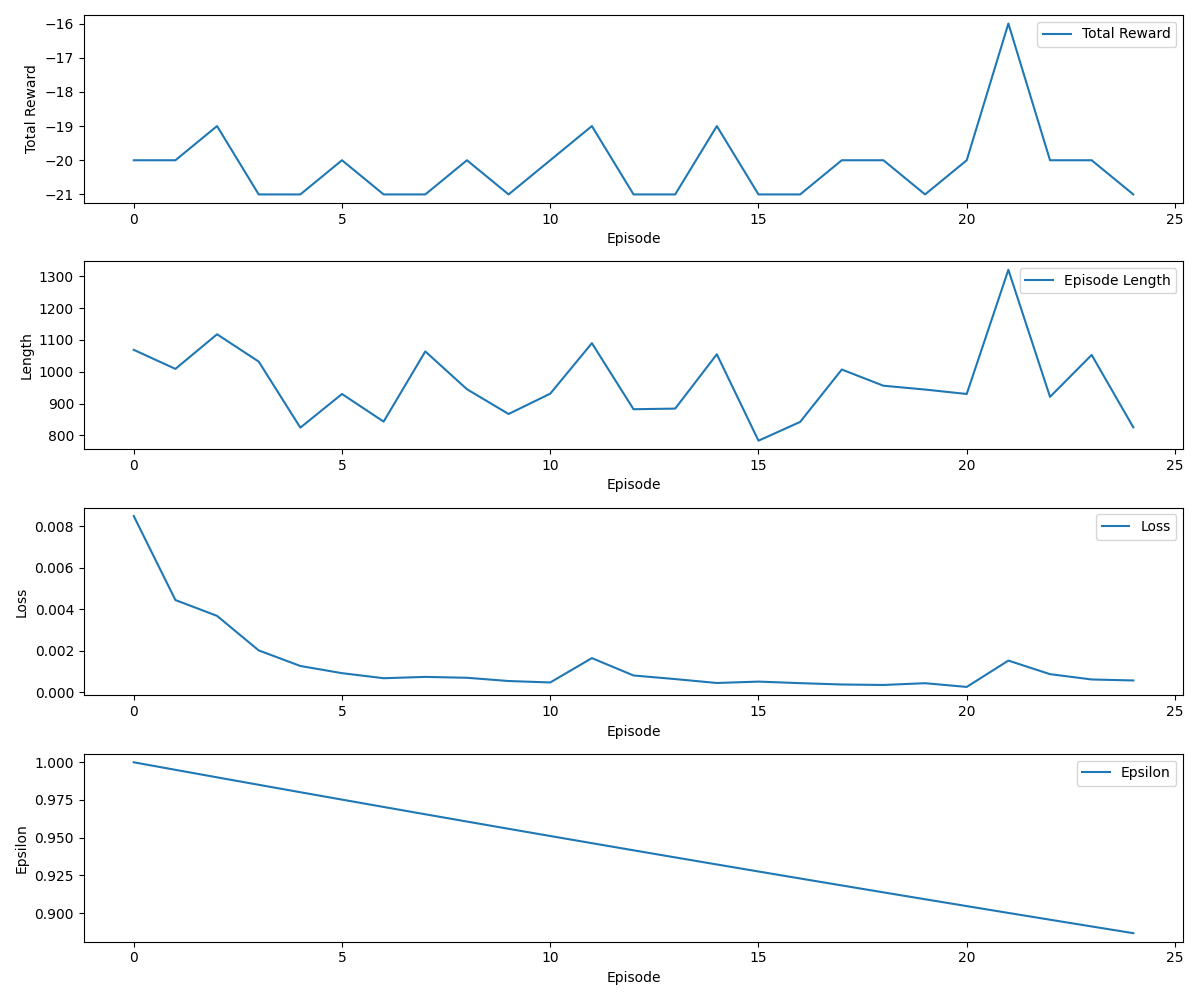 Total Reward
−16
−17
−18
−19
−20
−21
Total Reward
0 5 10 15 20 25
Episode
Episode Length
1300
1200
1100
1000
900
800
Length
0 5 10 15 20 25
Episode
Loss
0.008
0.006
0.004
0.002
0.000
Loss
0 5 10 15 20 25
Episode
Epsilon
1.000
0.975
0.950
0.925
0.900
Epsilon
0 5 10 15 20 25
Episode